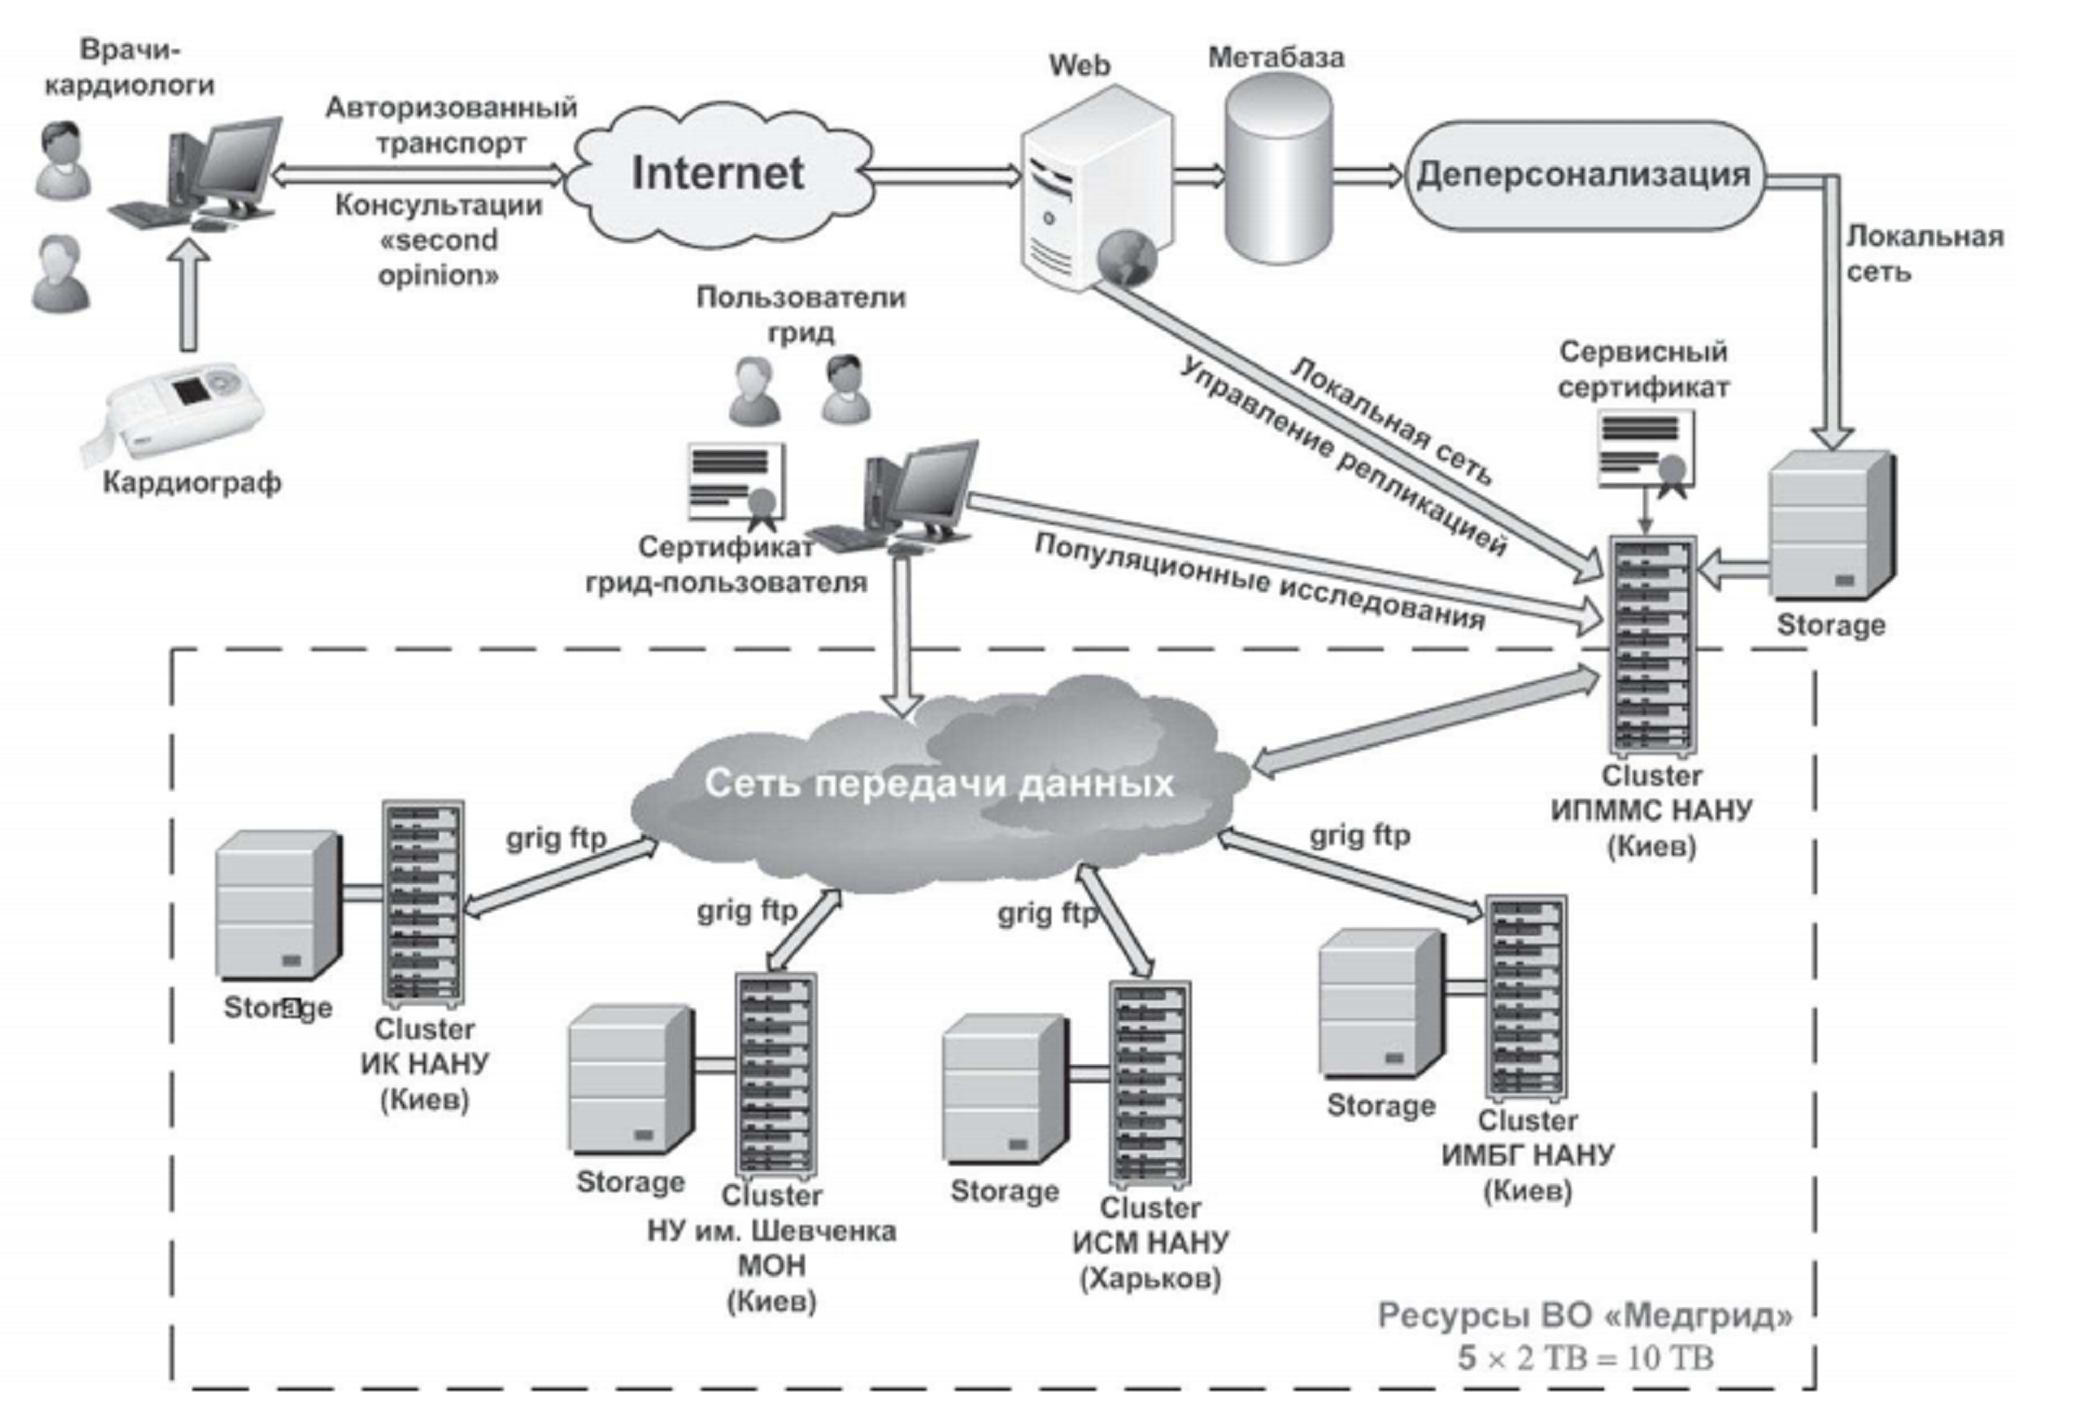 Врачи-
кардиологи
Авторизованный
транспорт
Internet
Web
Метабаза
Деперсонализация
Консультации
«second
opinion»
Локальная
сеть
Пользователи
грид
Кардиограф
Локальная сеть
Управление репликацией
Сервисный
сертификат
Сертификат
грид-пользователя
Популяционные исследования
Storage
Сеть передачи данных
Cluster
ИПММС НАНУ
(Киев)
grig ftp
grig ftp
grig ftp
grig ftp
Storage
Cluster
ИК НАНУ
(Киев)
Storage
Cluster
НУ им. Шевченка
МОН
(Киев)
Storage
Cluster
ИСМ НАНУ
(Харьков)
Storage
Cluster
ИМБГ НАНУ
(Киев)
Ресурсы ВО «Медгрид»
5 × 2 ТВ = 10 ТВ